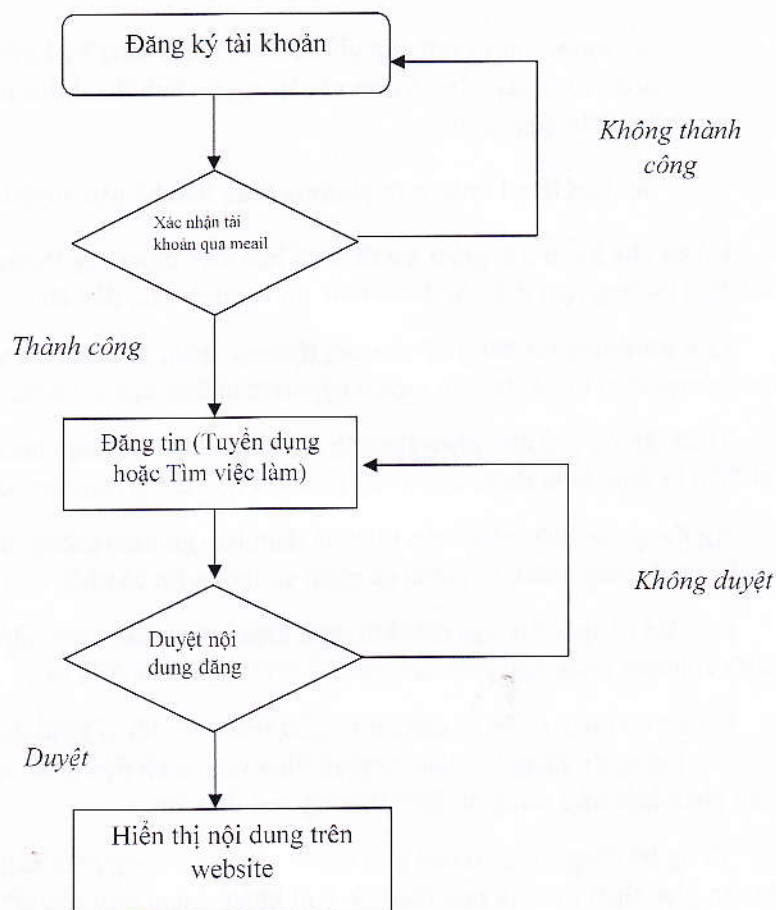 Đăng ký tài khoản
Không thành
công
Xác nhận tài
khoản qua meail
Thành công
Đăng tin (Tuyển dụng
hoặc Tìm việc làm)
Không duyệt
Duyệt nội
dung đăng
Duyệt
Hiển thị nội dung trên
website